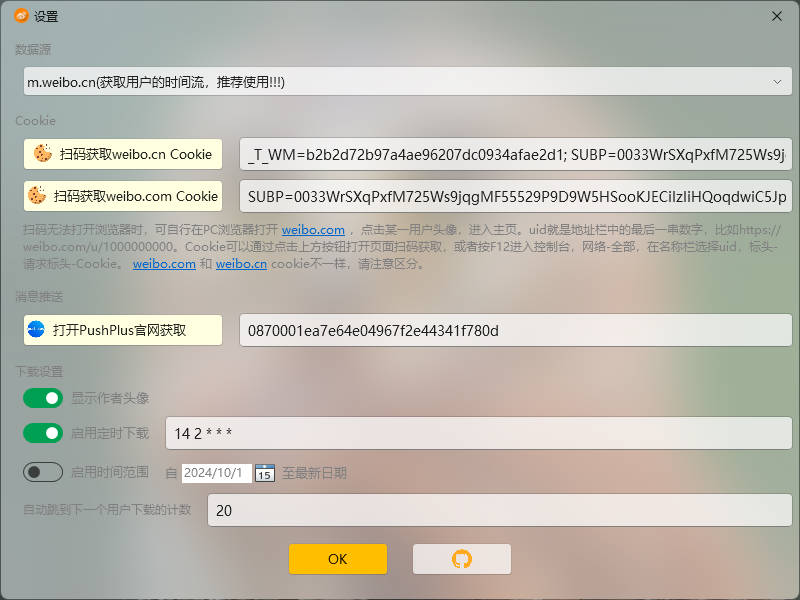 设置
数据源
m.weibo.cn(获取用户的时间流，推荐使用!!!)
Cookie
扫码获取weibo.cn Cookie
_T_WM=b2b2d72b97a4ae96207dc0934afae2d1; SUBP=0033WrSXqPxfM725Ws9j
扫码获取weibo.com Cookie
SUBP=0033WrSXqPxfM725Ws9jqgMF55529P9D9W5HSooKJECiIzIiHQoqdwiC5Jp
扫码无法打开浏览器时，可自行在PC浏览器打开 weibo.com ，点击某一用户头像，进入主页。uid就是地址栏中的最后一串数字，比如https://
weibo.com/u/1000000000。Cookie可以通过点击上方按钮打开页面扫码获取，或者按F12进入控制台，网络-全部，在名称栏选择uid，标头-
请求标头-Cookie。 weibo.com 和 weibo.cn cookie不一样，请注意区分。
消息推送
打开PushPlus官网获取
0870001ea7e64e04967f2e44341f780d
下载设置
显示作者头像
启用定时下载
14 2 * * *
启用时间范围 自 2024/10/1 15 至最新日期
自动跳到下一个用户下载的计数
20
OK